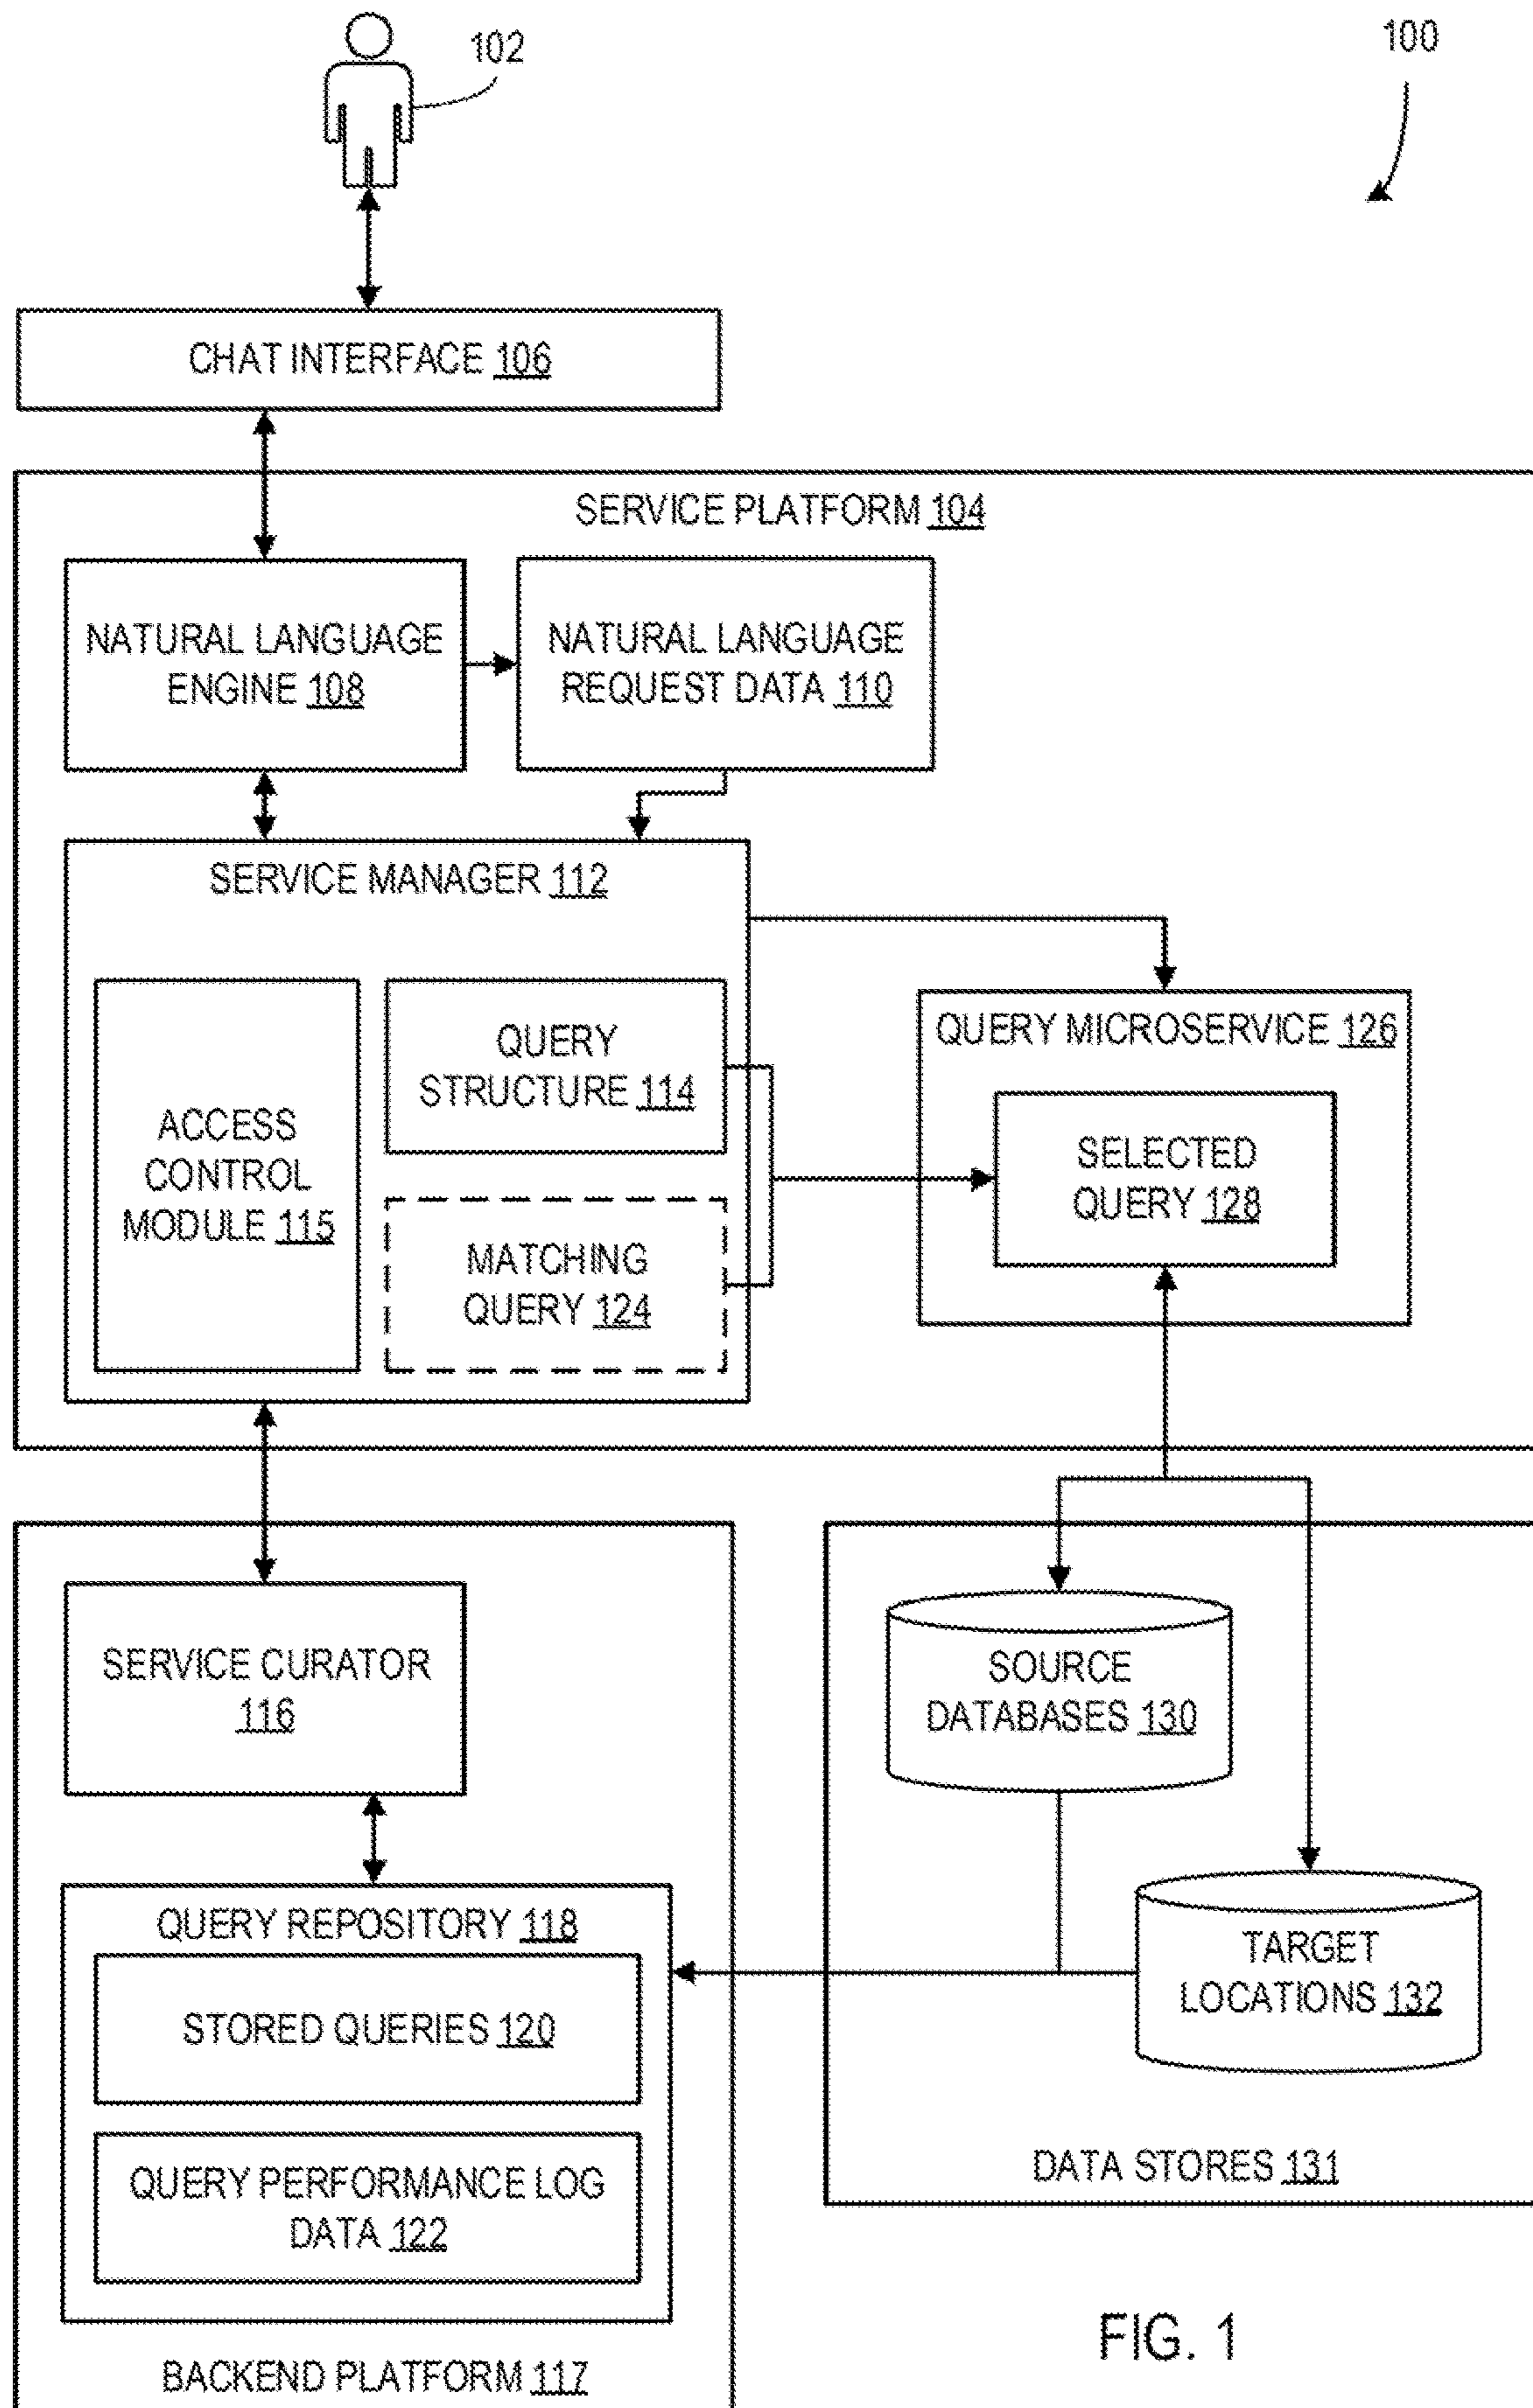 102
100
CHAT INTERFACE 106
SERVICE PLATFORM 104
NATURAL LANGUAGE
ENGINE 108
NATURAL LANGUAGE
REQUEST DATA 110
SERVICE MANAGER 112
ACCESS
CONTROL
MODULE 115
QUERY
STRUCTURE 114
MATCHING
QUERY 124
QUERY MICROSERVICE 126
SELECTED
QUERY 128
SERVICE CURATOR
116
QUERY REPOSITORY 118
STORED QUERIES 120
QUERY PERFORMANCE LOG
DATA 122
BACKEND PLATFORM 117
SOURCE
DATABASES 130
TARGET
LOCATIONS 132
DATA STORES 131
FIG. 1